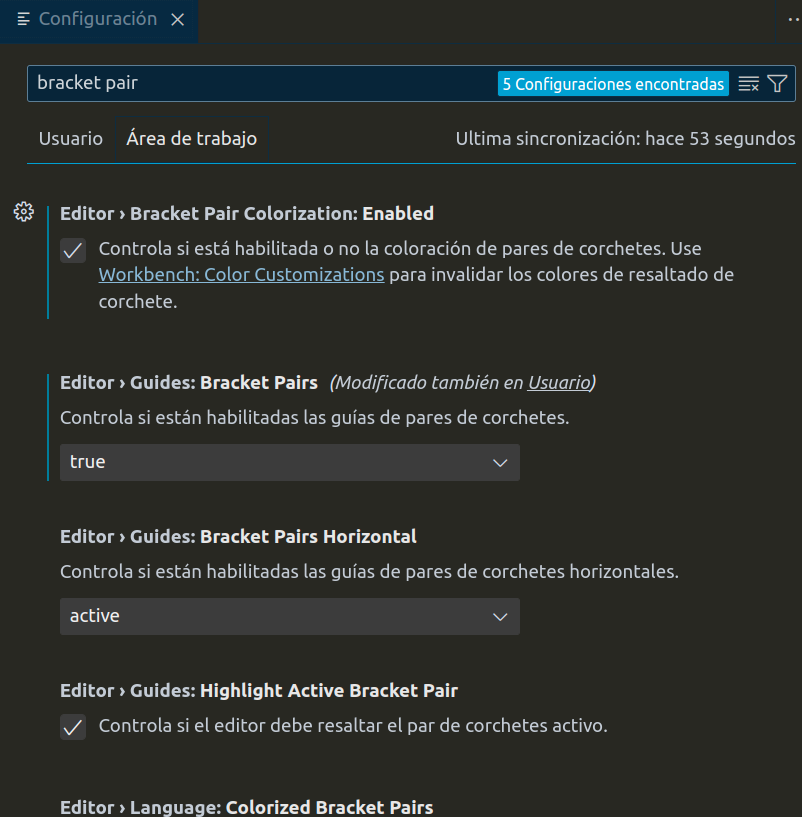 Configuración
bracket pair
5 Configuraciones encontradas
Usuario
Área de trabajo
Ultima sincronización: hace 53 segundos
Editor › Bracket Pair Colorization: Enabled
Controla si está habilitada o no la coloración de pares de corchetes. Use
Workbench: Color Customizations para invalidar los colores de resaltado de
corchete.
Editor › Guides: Bracket Pairs (Modificado también en Usuario)
Controla si están habilitadas las guías de pares de corchetes.
true
Editor › Guides: Bracket Pairs Horizontal
Controla si están habilitadas las guías de pares de corchetes horizontales.
active
Editor › Guides: Highlight Active Bracket Pair
Controla si el editor debe resaltar el par de corchetes activo.
Editor › Language: Colorized Bracket Pairs